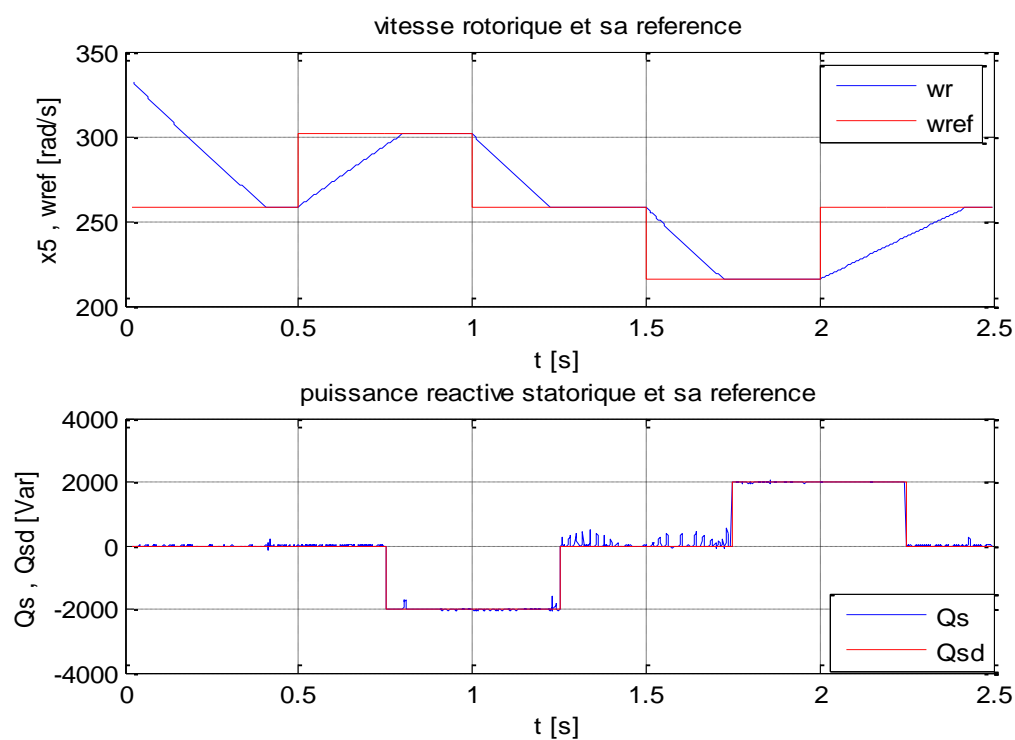 vitesse rotorique et sa reference
350
300
250
200
x5 , wref [rad/s]
wr
wref
0
0.5
1
1.5
2
2.5
t [s]
puissance reactive statorique et sa reference
4000
2000
0
-2000
-4000
Qs , Qsd [Var]
Qs
Qsd
0
0.5
1
1.5
2
2.5
t [s]